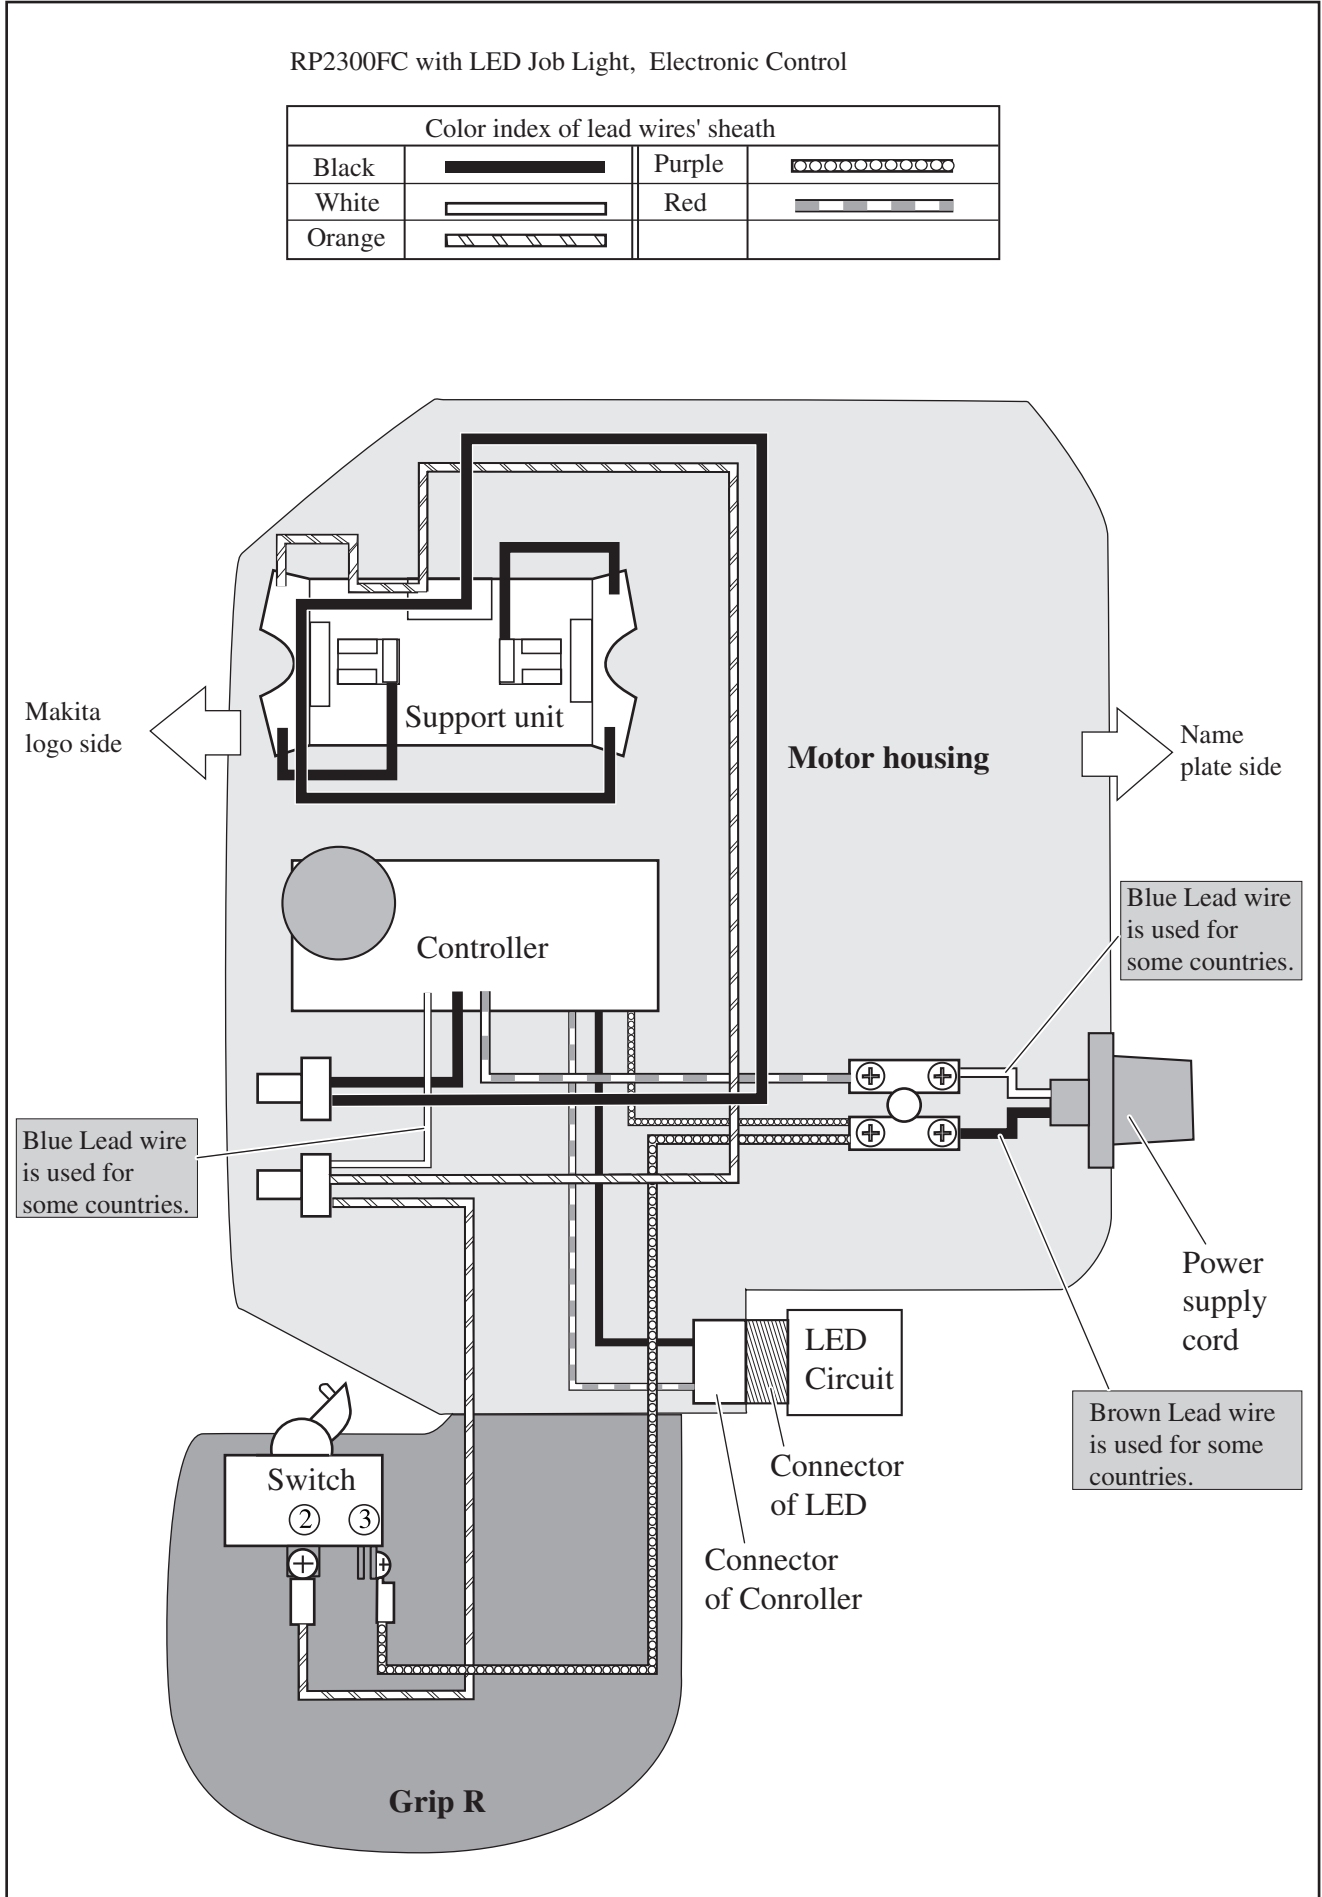 RP2300FC with LED Job Light,  Electronic Control
Color index of lead wires' sheath
Black
Purple
White
Red
Orange
Support unit
Makita
logo side
Motor housing
Name
plate side
Controller
Blue Lead wire
is used for
some countries.
Blue Lead wire
is used for
some countries.
Power
supply
cord
LED
Circuit
Brown Lead wire
is used for some
countries.
Connector
of LED
Switch
2
3
Connector
of Conroller
Grip R